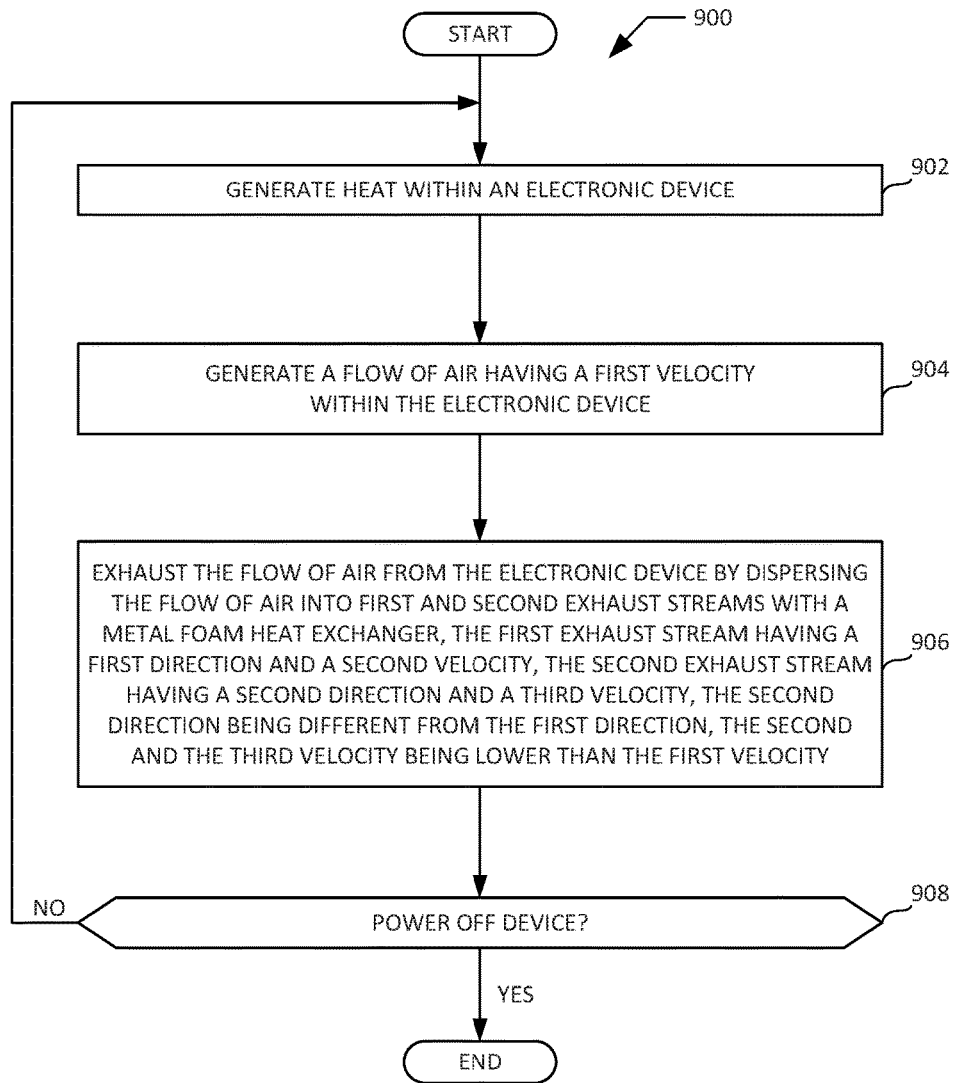 START
900
GENERATE HEAT WITHIN AN ELECTRONIC DEVICE
902
GENERATE A FLOW OF AIR HAVING A FIRST VELOCITY
WITHIN THE ELECTRONIC DEVICE
904
EXHAUST THE FLOW OF AIR FROM THE ELECTRONIC DEVICE BY DISPERSING
THE FLOW OF AIR INTO FIRST AND SECOND EXHAUST STREAMS WITH A
METAL FOAM HEAT EXCHANGER, THE FIRST EXHAUST STREAM HAVING A
FIRST DIRECTION AND A SECOND VELOCITY, THE SECOND EXHAUST STREAM
HAVING A SECOND DIRECTION AND A THIRD VELOCITY, THE SECOND
DIRECTION BEING DIFFERENT FROM THE FIRST DIRECTION, THE SECOND
AND THE THIRD VELOCITY BEING LOWER THAN THE FIRST VELOCITY
906
NO
POWER OFF DEVICE?
908
YES
END